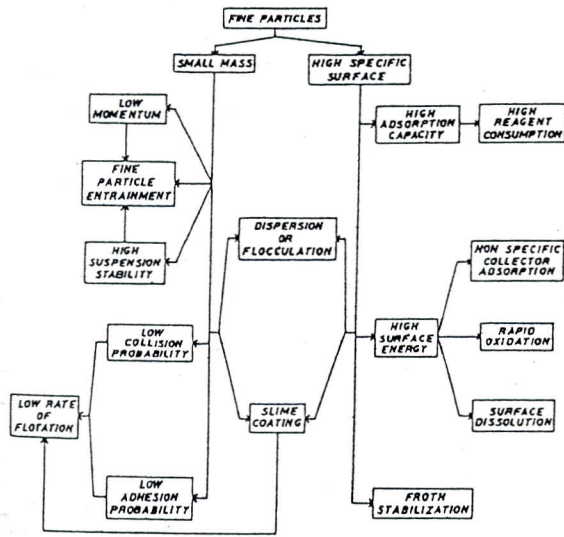 FINE PARTICLES
SMALL MASS
HIGH SPECIFIC
SURFACE
LOW
MOMENTUM
HIGH
ADSORPTION
CAPACITY
HIGH
REAGENT
CONSUMPTION
FINE
PARTICLE
ENTRAINMENT
DISPERSION
OR
FLOCCULATION
HIGH
SUSPENSION
STABILITY
NON SPECIFIC
COLLECTOR
ADSORPTION
LOW
COLLISION
PROBABILITY
HIGH
SURFACE
ENERGY
RAPID
OXIDATION
LOW RATE
OF
FLOTATION
SLIME
COATING
SURFACE
DISSOLUTION
LOW
ADHESION
PROBABILITY
FROTH
STABILIZATION